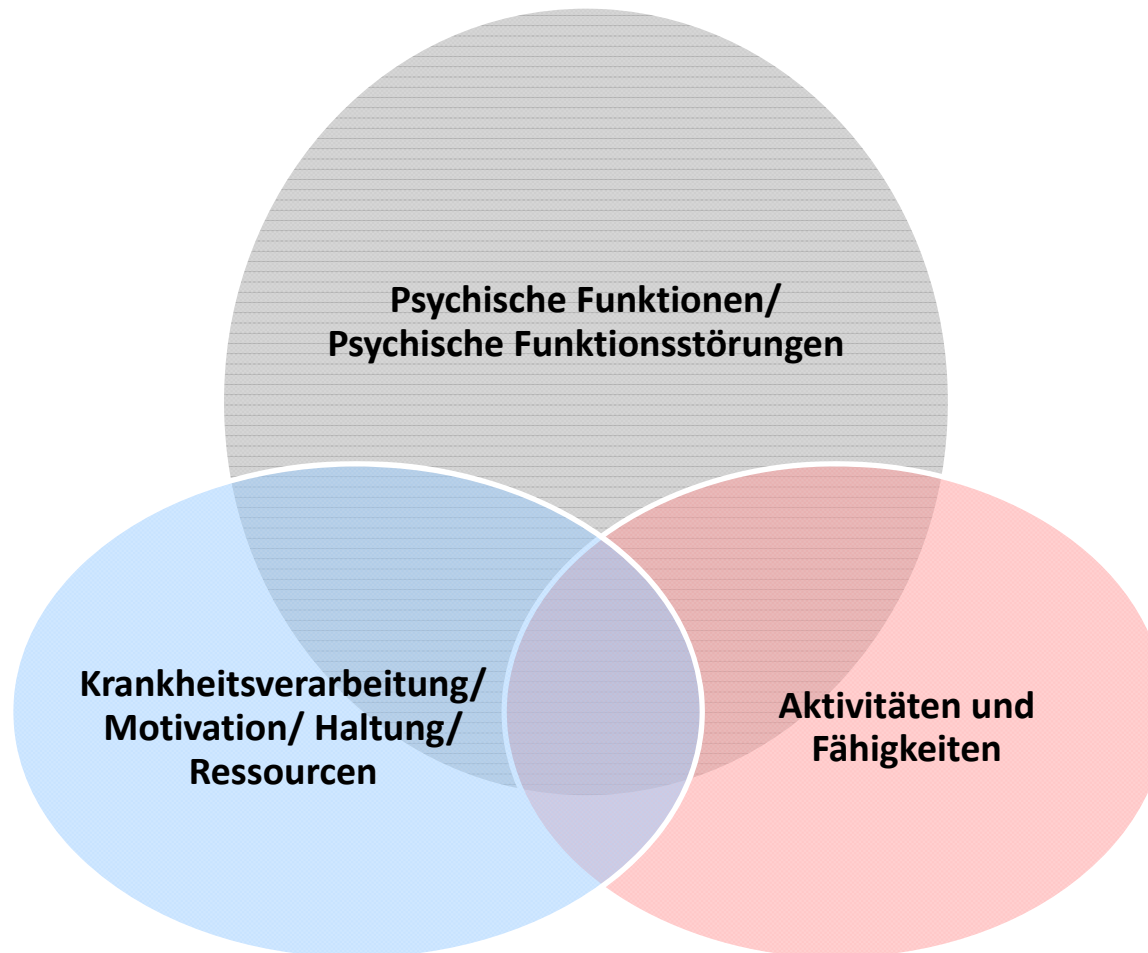 Psychische Funktionen/
Psychische Funktionsstörungen
Krankheitsverarbeitung/
Motivation/ Haltung/
Ressourcen
Aktivitäten und
Fähigkeiten